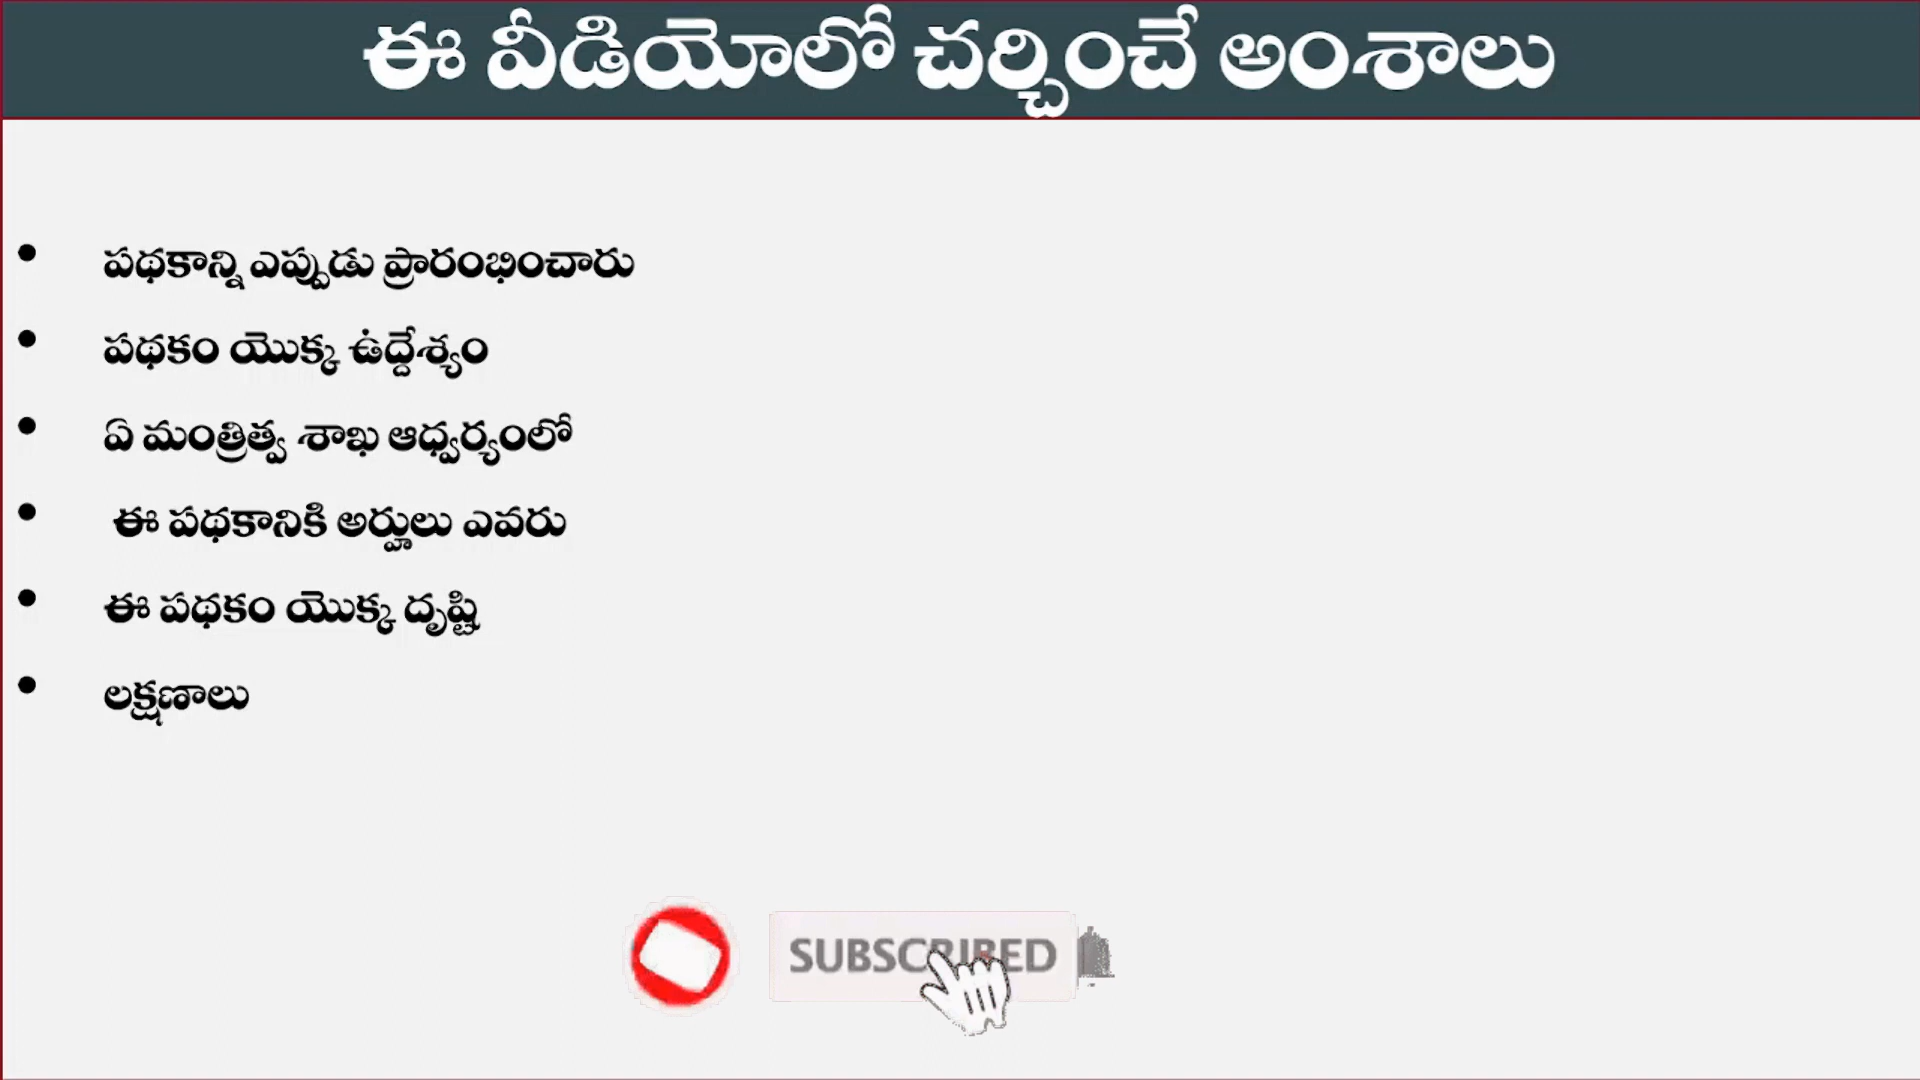 ఈ వీడియోలో చర్చించే అంశాలు
• పథకాన్ని ఎప్పుడు ప్రారంభించారు
• పథకం యొక్క ఉద్దేశ్యం
• ఏ మంత్రిత్వ శాఖ ఆధ్వర్యంలో
• ఈ పథకానికి అర్హులు ఎవరు
• ఈ పథకం యొక్క దృష్టి
• లక్షణాలు
SUBSCRIBED